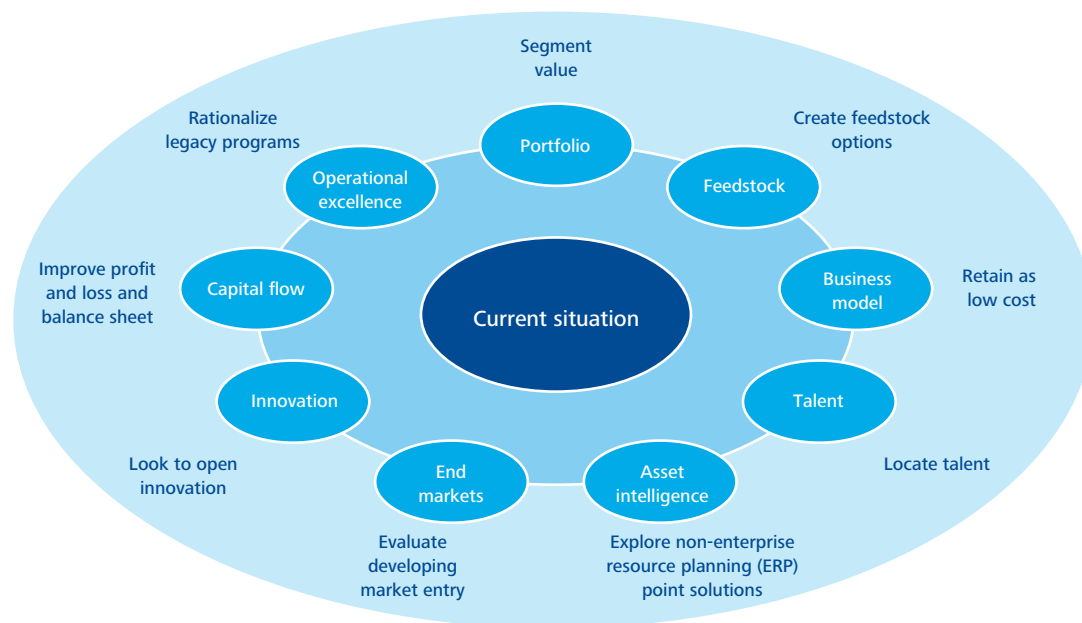 Segment
value
Portfolio
Create feedstock
options
Feedstock
Business
model
Retain as
low cost
Talent
Locate talent
Asset
intelligence
Explore non-enterprise
resource planning (ERP)
point solutions
End
markets
Evaluate
developing
market entry
Innovation
Look to open
innovation
Capital flow
Improve profit
and loss and
balance sheet
Operational
excellence
Rationalize
legacy programs
Current situation